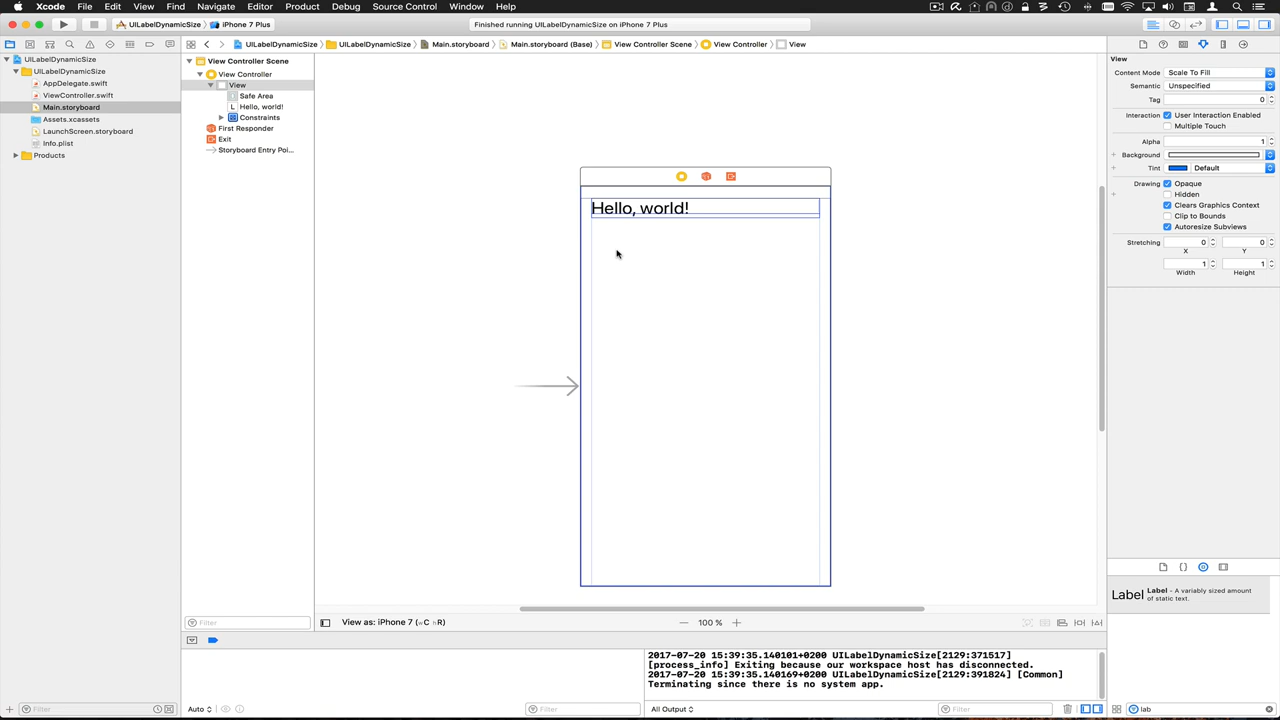 Xcode File Edit View Find Navigate Editor Product Debug Source Control Window Help
UILabelDynamicSize iPhone 7 Plus
Finished running UILabelDynamicSize on iPhone 7 Plus
UILabelDynamicSize UILabelDynamicSize Main.storyboard Main.storyboard (Base) View Controller Scene View Controller View
UILabelDynamicSize
UILabelDynamicSize
AppDelegate.swift
ViewController.swift
Main.storyboard
Assets.xcassets
LaunchScreen.storyboard
Info.plist
Products
View Controller Scene
View Controller
View
Safe Area
L Hello, world!
Constraints
First Responder
Exit
Storyboard Entry Poi...
Hello, world!
View
Content Mode Scale To Fill
Semantic Unspecified
Tag 0
Interaction User Interaction Enabled
Multiple Touch
Alpha 1
Background
Tint Default
Drawing Opaque
Hidden
Clears Graphics Context
Clip to Bounds
Autoresize Subviews
Stretching 0 0
X Y
1 1
Width Height
Label Label - A variably sized amount
of static text.
Filter
View as: iPhone 7 (wC hR)
100 %
2017-07-20 15:39:35.140101+0200 UILabelDynamicSize[2129:371517]
[process_info] Exiting because our workspace host has disconnected.
2017-07-20 15:39:35.140169+0200 UILabelDynamicSize[2129:391824] [Common]
Terminating since there is no system app.
Filter
Auto
Filter
All Output
Filter
lab